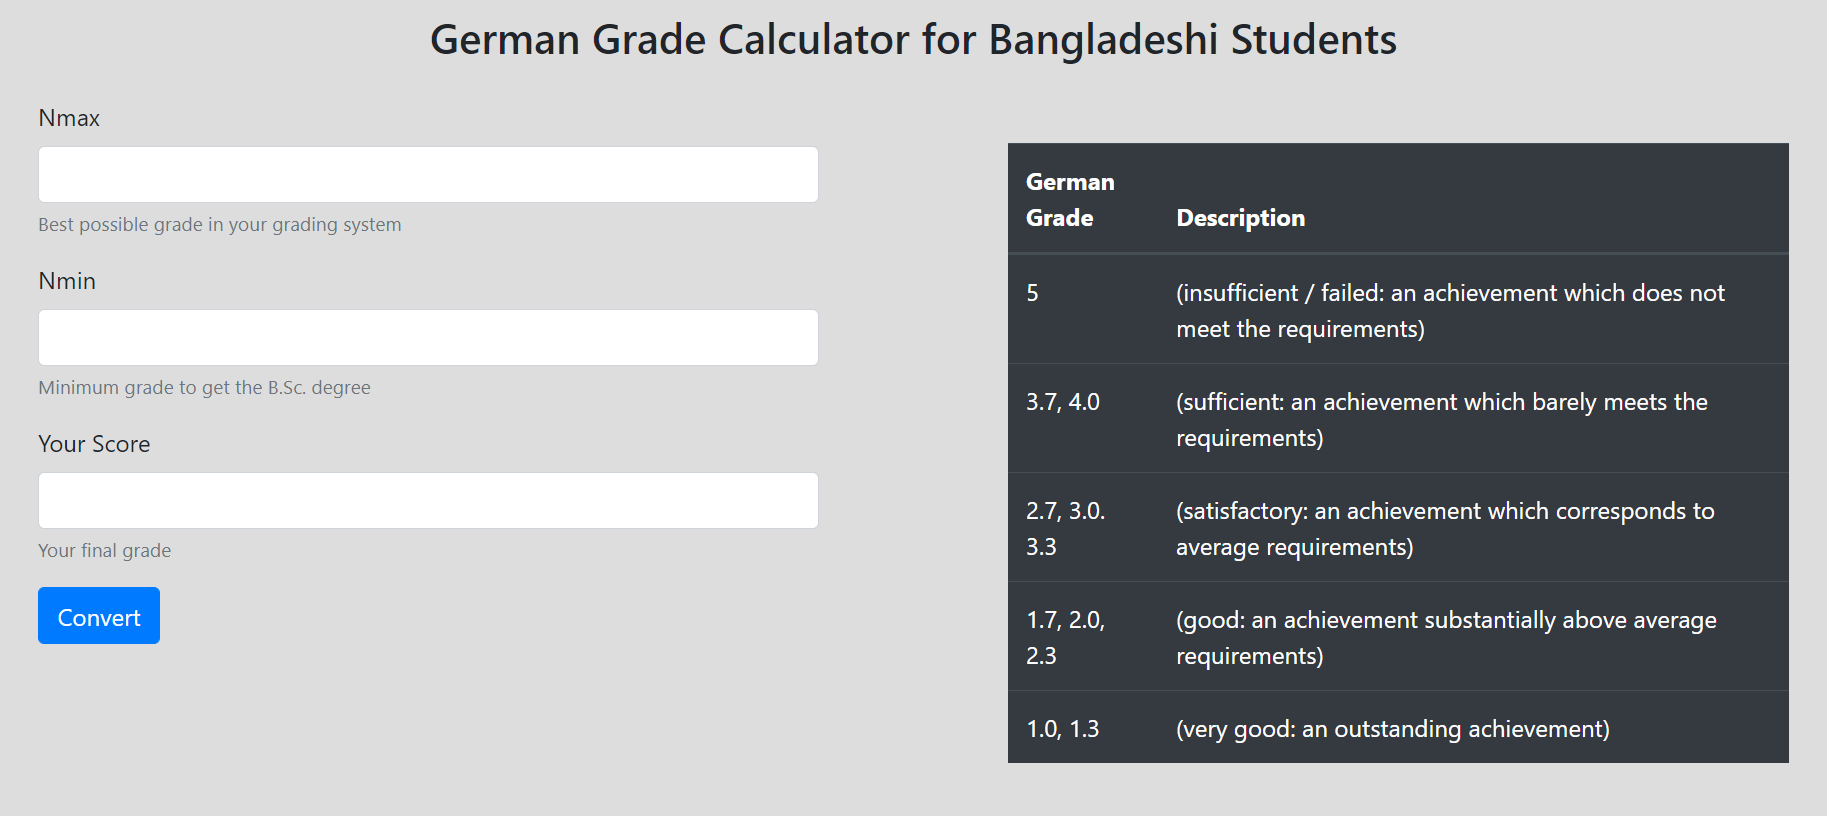 German Grade Calculator for Bangladeshi Students
Nmax
Best possible grade in your grading system
Nmin
Minimum grade to get the B.Sc. degree
Your Score
Your final grade
Convert
German
Grade
Description
5
(insufficient / failed: an achievement which does not
meet the requirements)
3.7, 4.0
(sufficient: an achievement which barely meets the
requirements)
2.7, 3.0.
3.3
(satisfactory: an achievement which corresponds to
average requirements)
1.7, 2.0,
2.3
(good: an achievement substantially above average
requirements)
1.0, 1.3
(very good: an outstanding achievement)